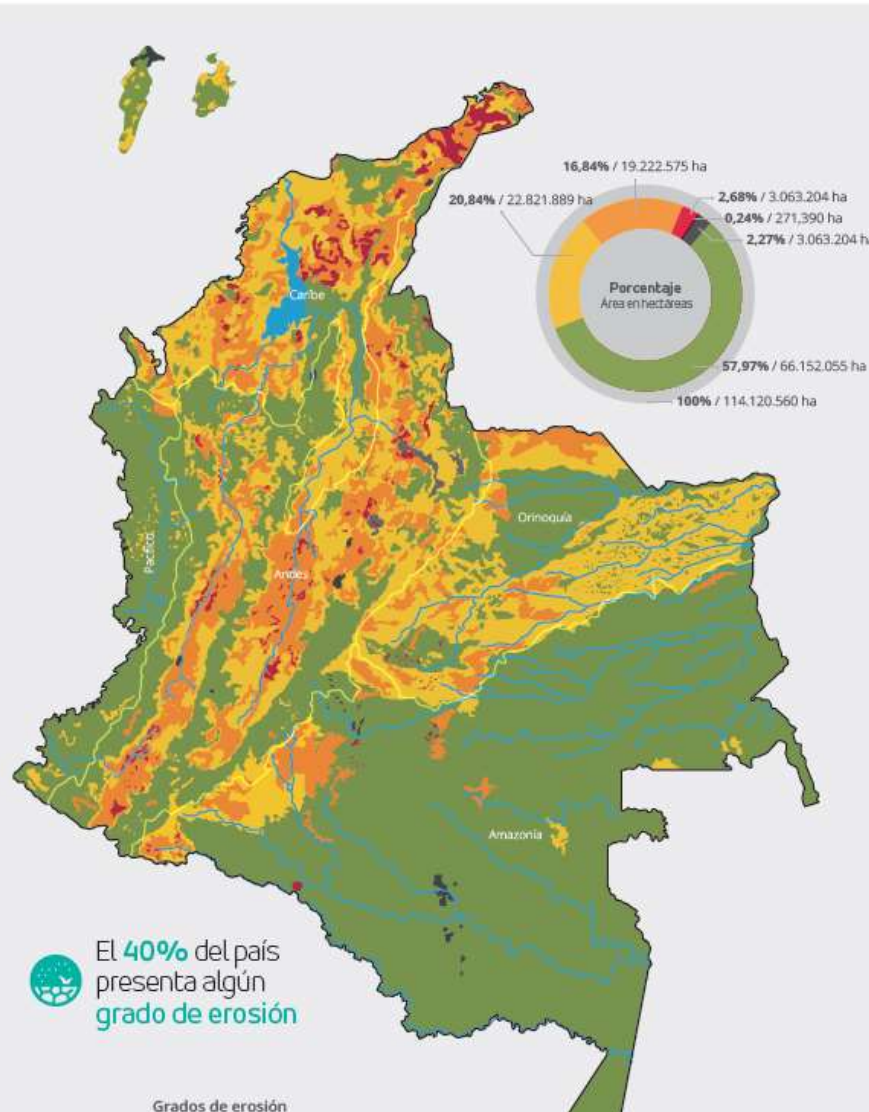 16,84% / 19.222.575 ha
20,84% / 22.821.889 ha
2,68% / 3.063.204 ha
0,24% / 271,390 ha
2,27% / 3.063.204 h
Porcentaje
Área en hectáreas
57,97% / 66.152.055 ha
100% / 114.120.560 ha
Caribe
Orinoquía
Pacífico
Andes
Amazonía
El 40% del país
presenta algún
grado de erosión
Grados de erosión